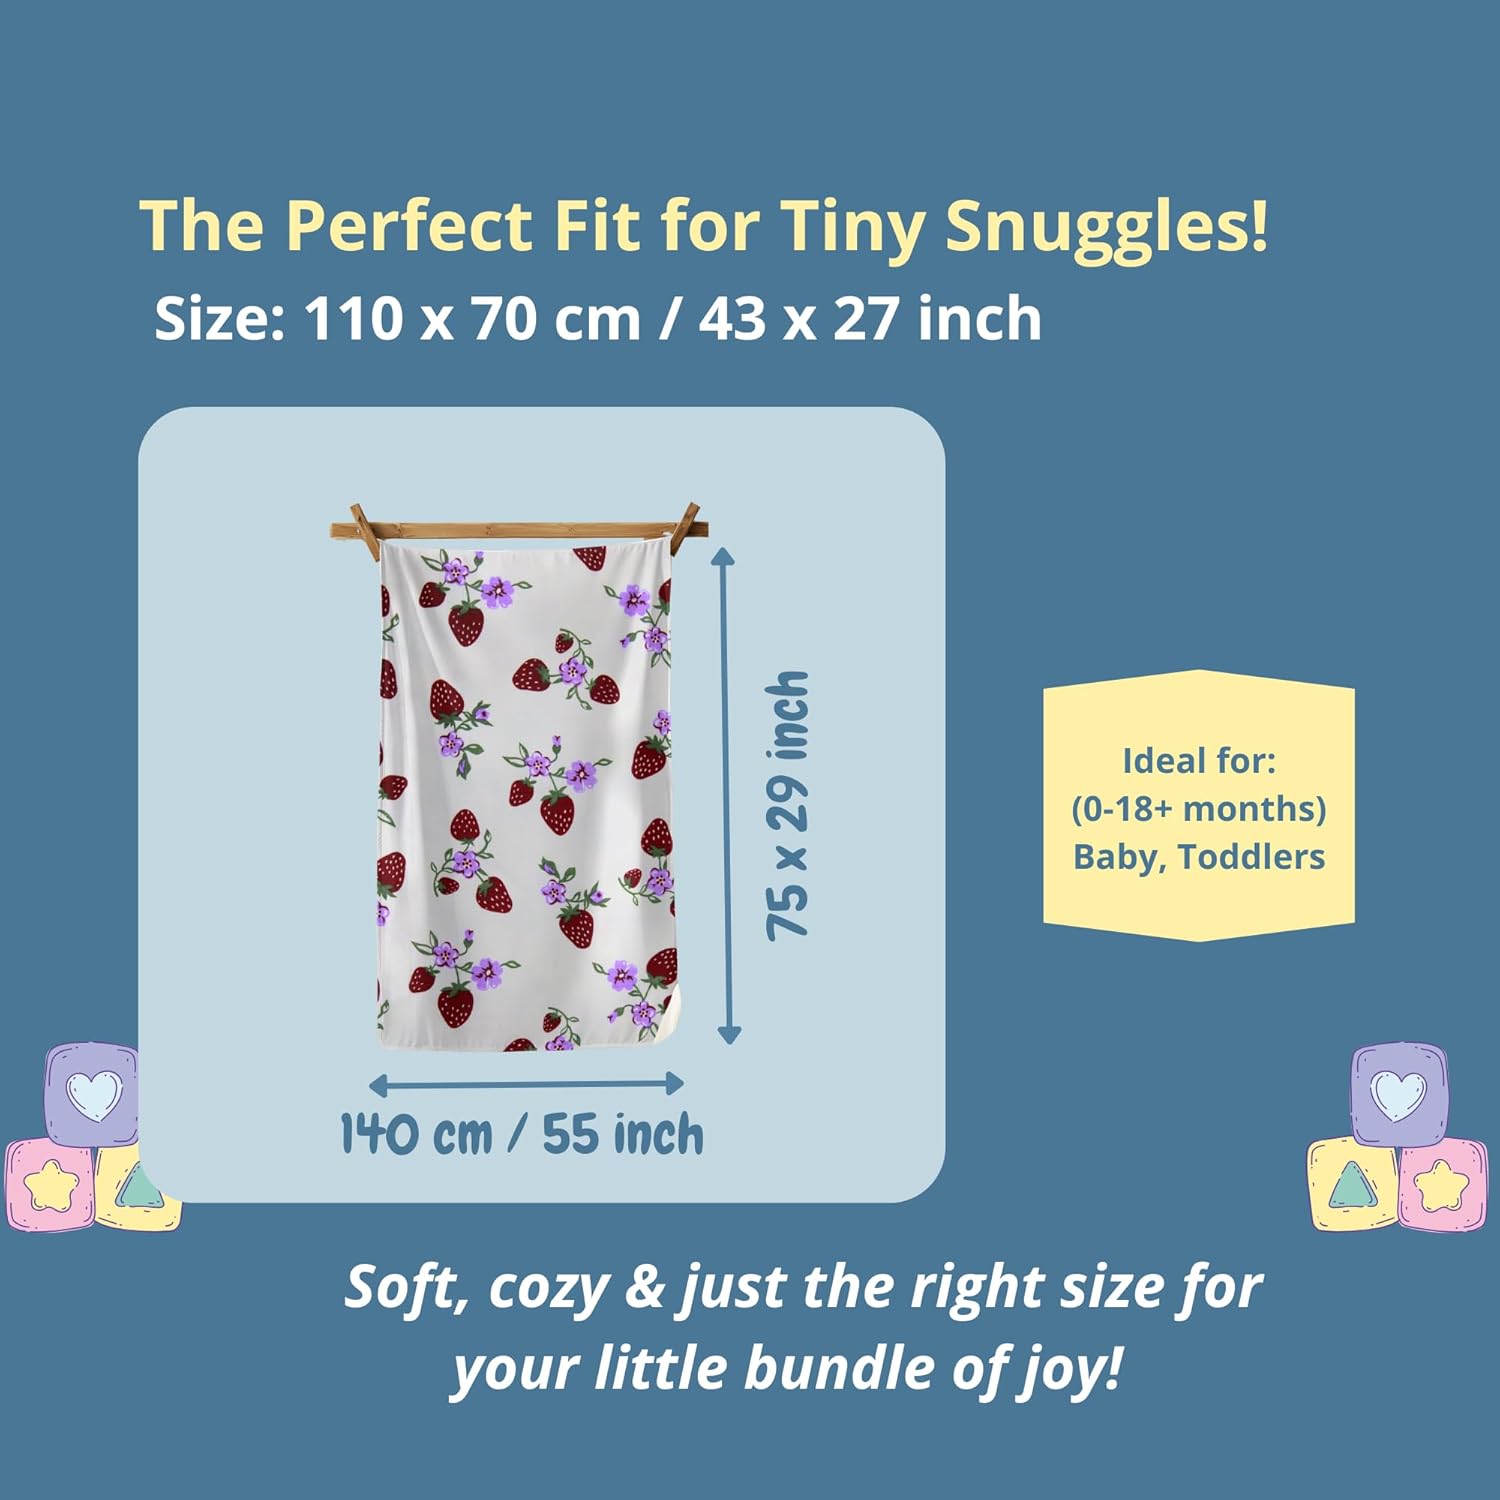 The Perfect Fit for Tiny Snuggles!
Size: 110 x 70 cm / 43 x 27 inch
75 x 29 inch
140 cm / 55 inch
Ideal for:
(0-18+ months)
Baby, Toddlers
Soft, cozy & just the right size for
your little bundle of joy!